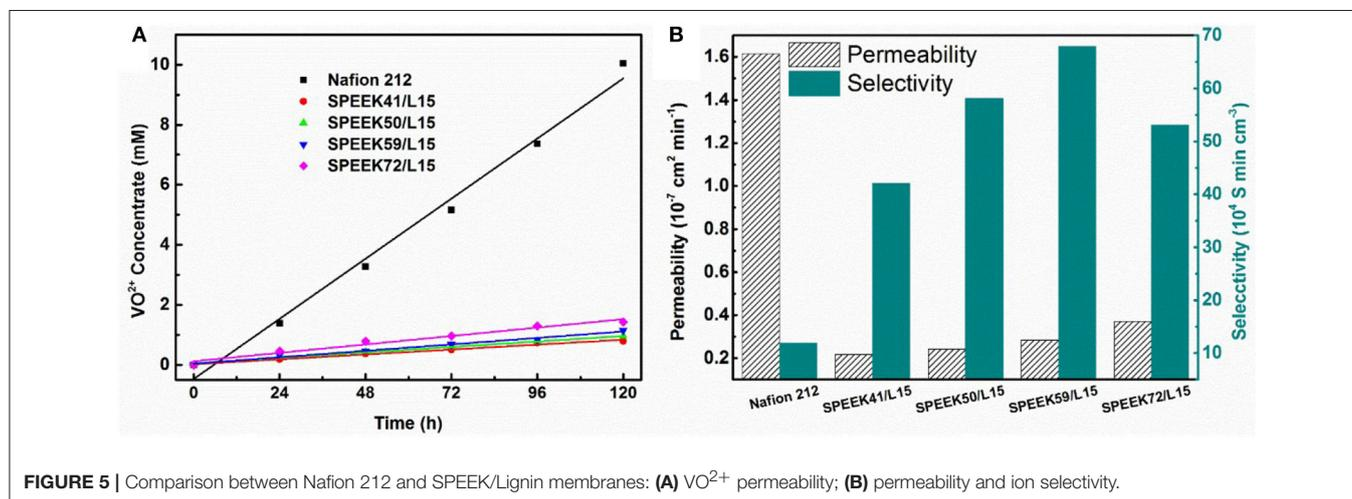 A
VO2+ Concentrate (mM)
10
8
6
4
2
0
Nafion 212
SPEEK41/L15
SPEEK50/L15
SPEEK59/L15
SPEEK72/L15
0 24 48 72 96 120
Time (h)
B
Permeability (10-7 cm2 min-1)
1.6
1.4
1.2
1.0
0.8
0.6
0.4
0.2
Permeability
Selectivity
70
60
50
40
30
20
10
Selecctivity (104 S min cm-3)
Nafion 212 SPEEK41/L15 SPEEK50/L15 SPEEK59/L15 SPEEK72/L15
FIGURE 5 | Comparison between Nafion 212 and SPEEK/Lignin membranes: (A) VO2+ permeability; (B) permeability and ion selectivity.